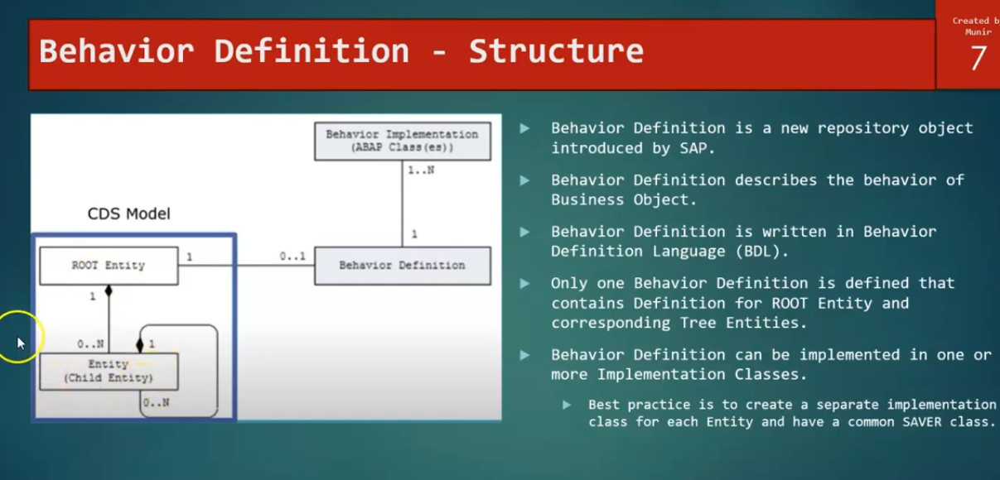 Behavior Definition - Structure
Created b
Munir
7
Behavior Implementation
(ABAP Class(es))
1..N
1
CDS Model
ROOT Entity
1
0..1
Behavior Definition
1
0..N
1
Entity
(Child Entity)
0..N
Behavior Definition is a new repository object
introduced by SAP.
Behavior Definition describes the behavior of
Business Object.
Behavior Definition is written in Behavior
Definition Language (BDL).
Only one Behavior Definition is defined that
contains Definition for ROOT Entity and
corresponding Tree Entities.
Behavior Definition can be implemented in one or
more Implementation Classes.
Best practice is to create a separate implementation
class for each Entity and have a common SAVER class.